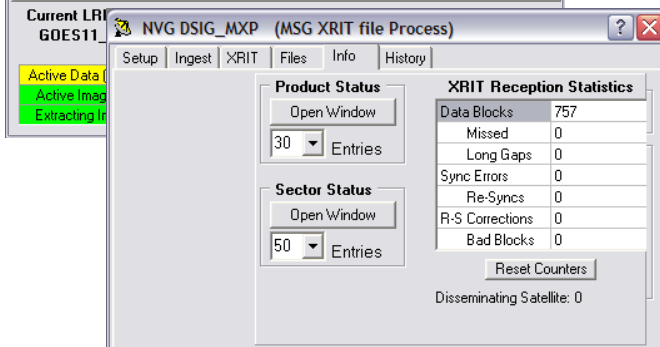 Current LRI
GOES11_
Active Data (
Active Imag
Extracting Ir
NVG DSIG_MXP (MSG XRIT file Process)
Setup Ingest XRIT Files Info History
Product Status
Open Window
30 Entries
Sector Status
Open Window
50 Entries
XRIT Reception Statistics
Data Blocks 757
Missed 0
Long Gaps 0
Sync Errors 0
Re-Syncs 0
R-S Corrections 0
Bad Blocks 0
Reset Counters
Disseminating Satellite: 0